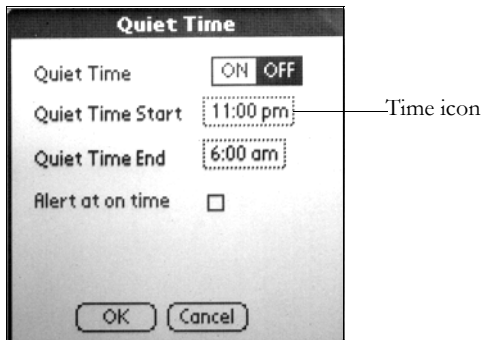 Quiet Time
Quiet Time ON OFF
Quiet Time Start 11:00 pm Time icon
Quiet Time End 6:00 am
Alert at on time
OK Cancel